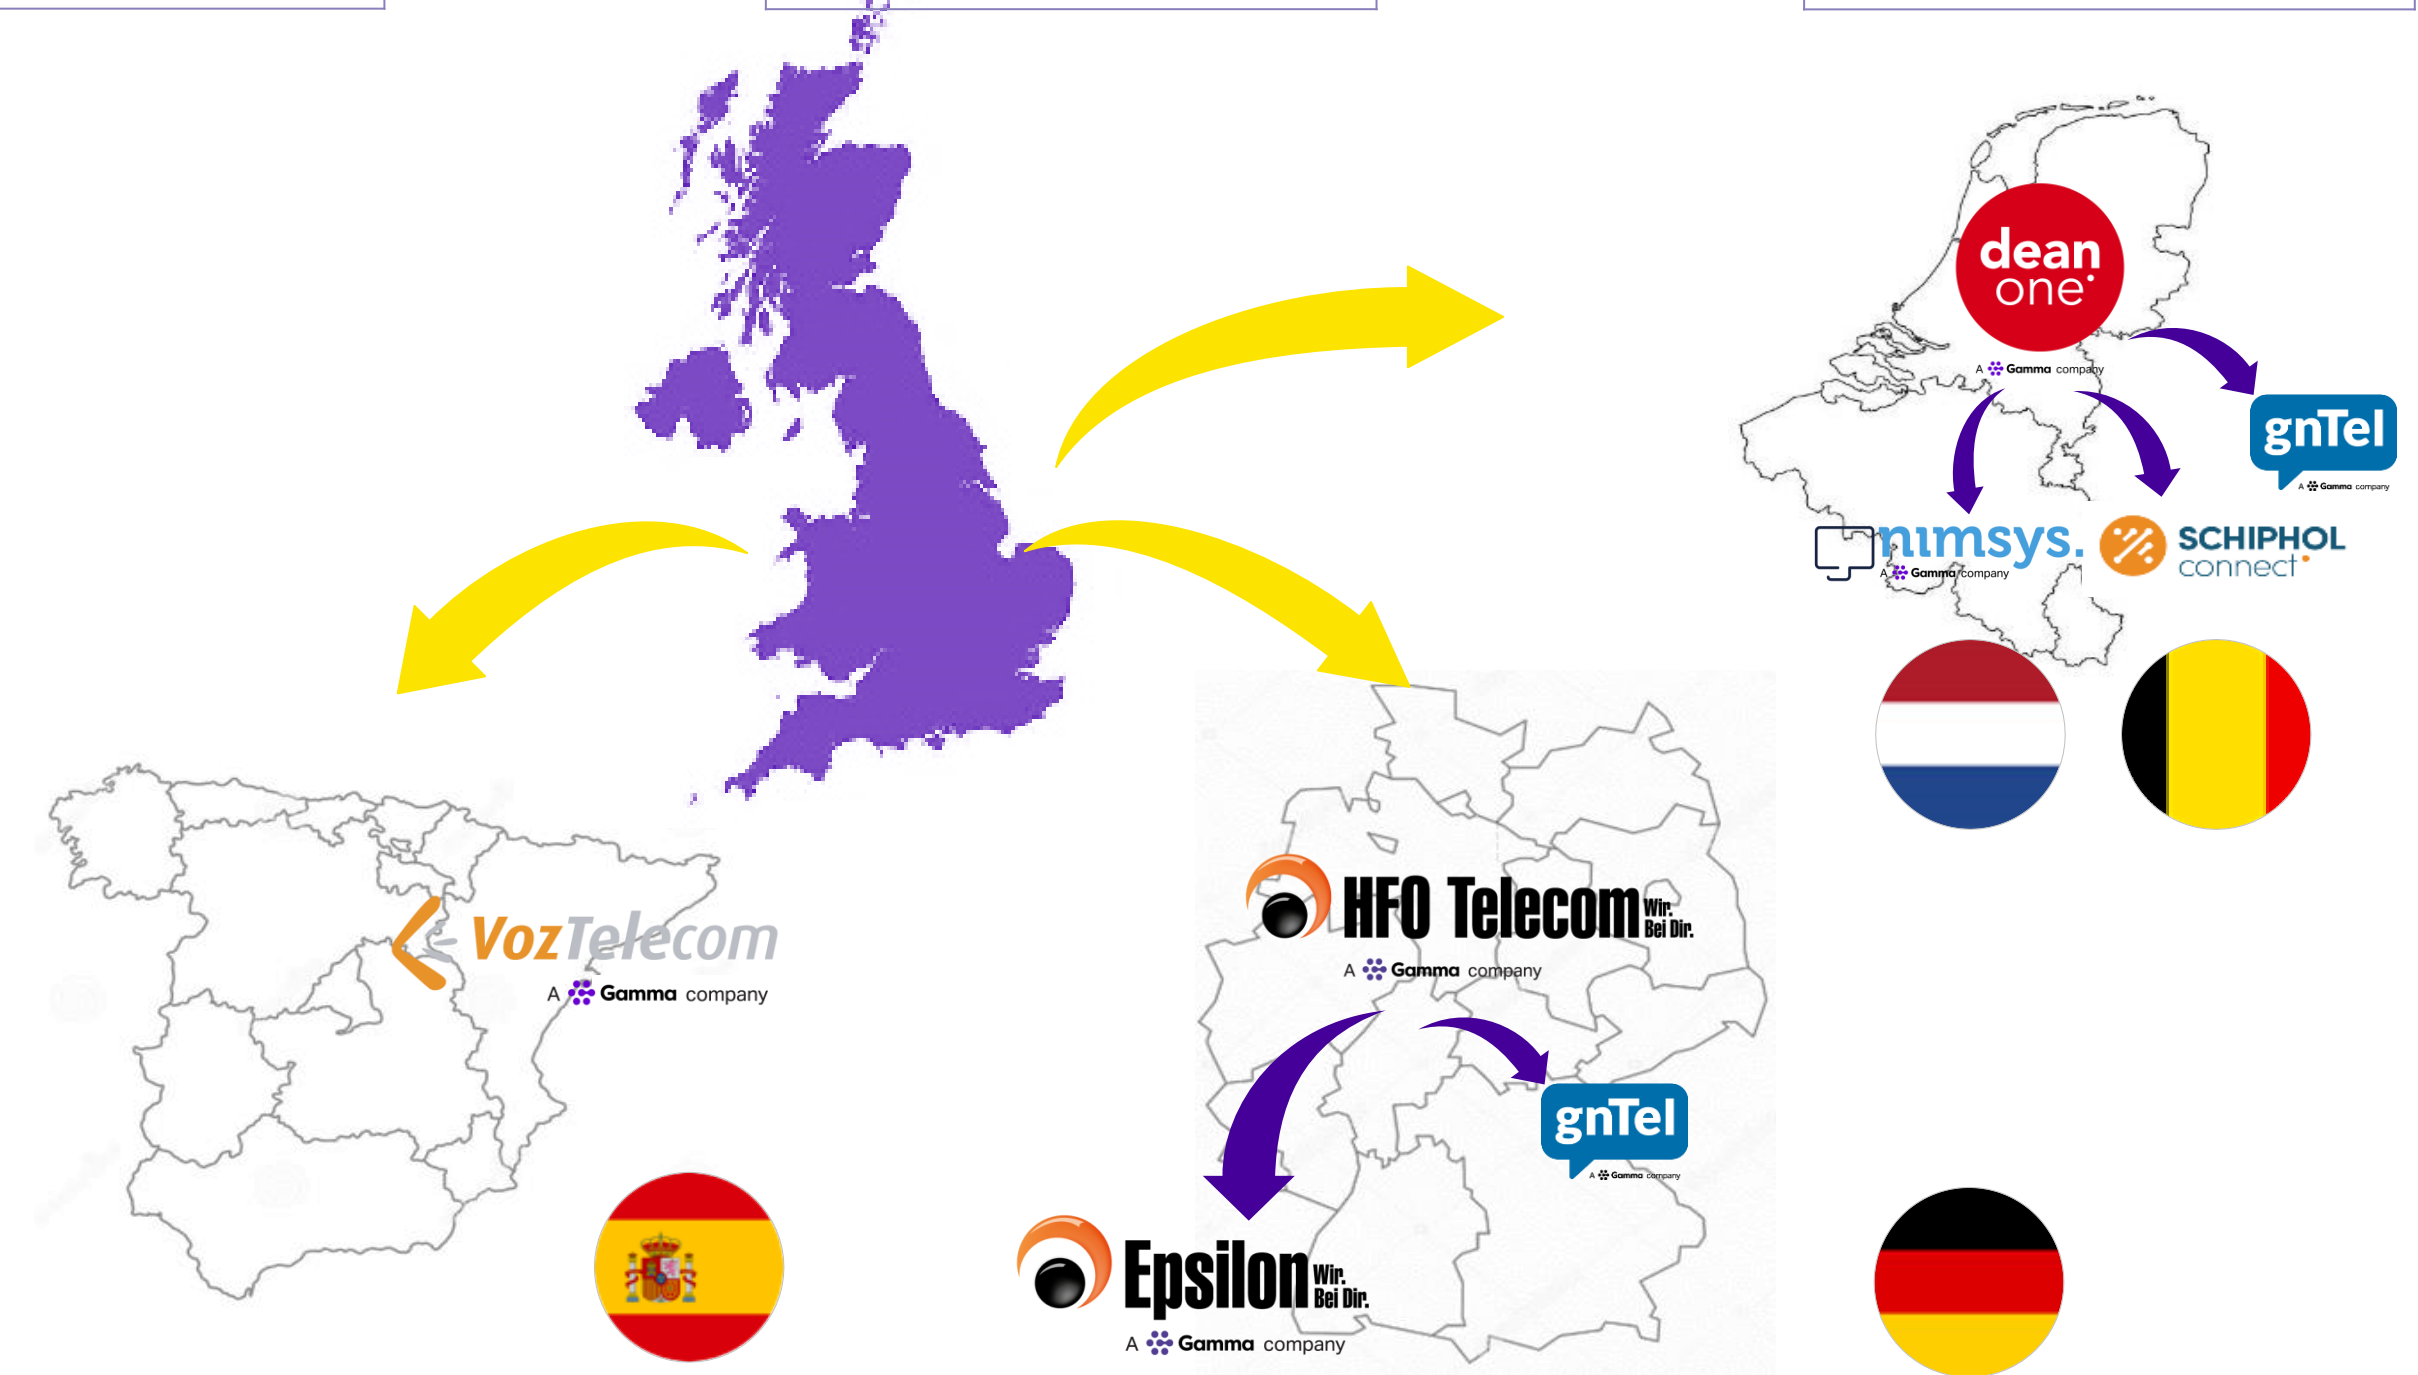 dean
one
A Gamma company
gnTel
A Gamma company
nimsys.
A Gamma company
SCHIPHOL
connect
VozTelecom
A Gamma company
HFO Telecom Wir.
Bei Dir.
A Gamma company
gnTel
A Gamma company
Epsilon Wir.
Bei Dir.
A Gamma company